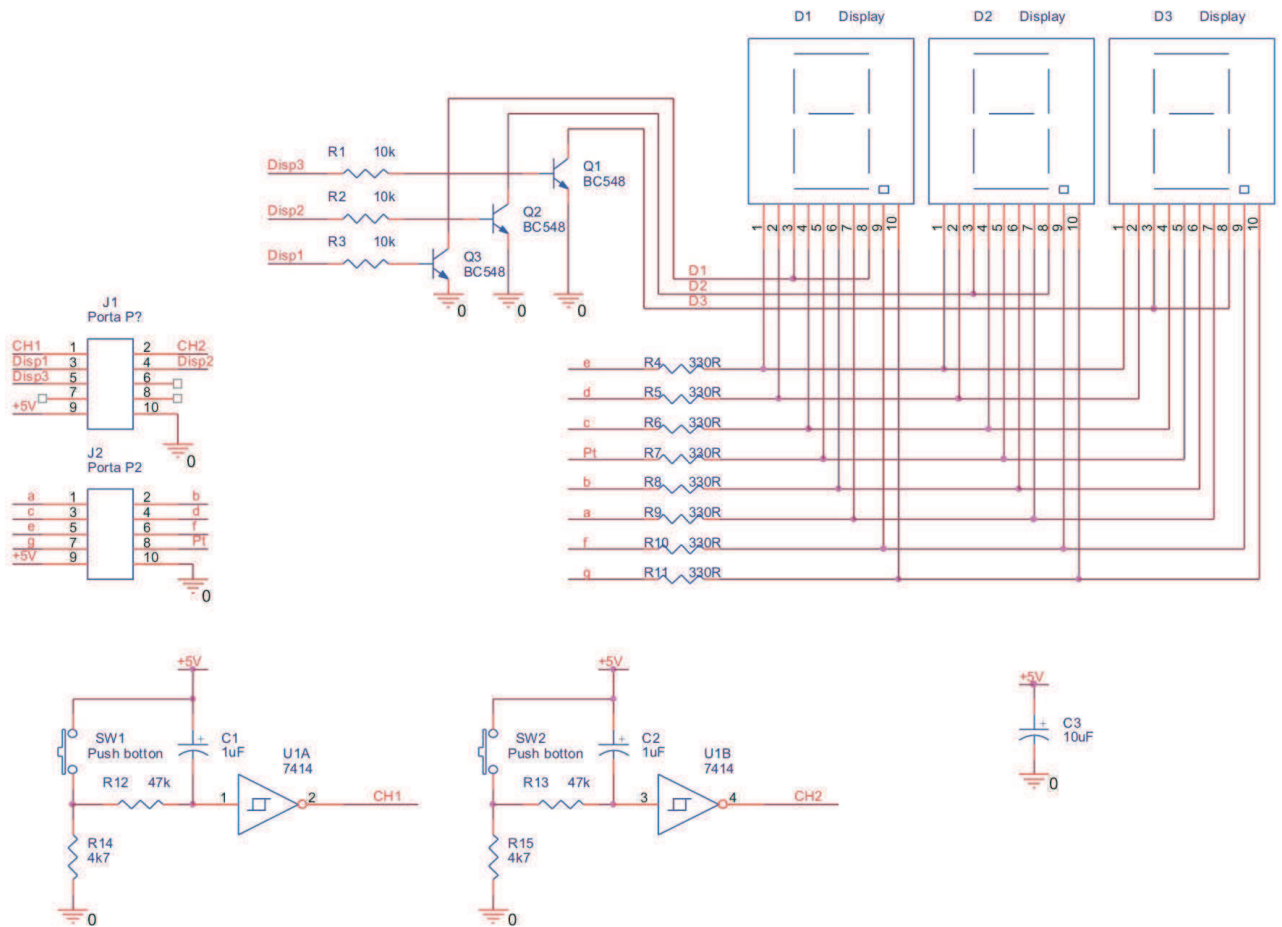 D1 Display
D2 Display
D3 Display
1 2 3 4 5 6 7 8 9 10
1 2 3 4 5 6 7 8 9 10
1 2 3 4 5 6 7 8 9 10
R1 10k
Disp3
Q1
BC548
R2 10k
Disp2
Q2
BC548
R3 10k
Disp1
Q3
BC548
0
0
0
D1
D2
D3
J1
Porta P?
CH1 1 2 CH2
Disp1 3 4 Disp2
Disp3 5 6
7 8
+5V 9 10
0
J2
Porta P2
a 1 2 b
c 3 4 d
e 5 6 f
g 7 8 Pt
+5V 9 10
0
e R4 330R
d R5 330R
c R6 330R
Pt R7 330R
b R8 330R
a R9 330R
f R10 330R
g R11 330R
+5V
SW1
Push botton
C1
1uF
R12 47k
U1A
7414
1 2 CH1
R14
4k7
0
+5V
SW2
Push botton
C2
1uF
R13 47k
U1B
7414
3 4 CH2
R15
4k7
0
+5V
C3
10uF
0